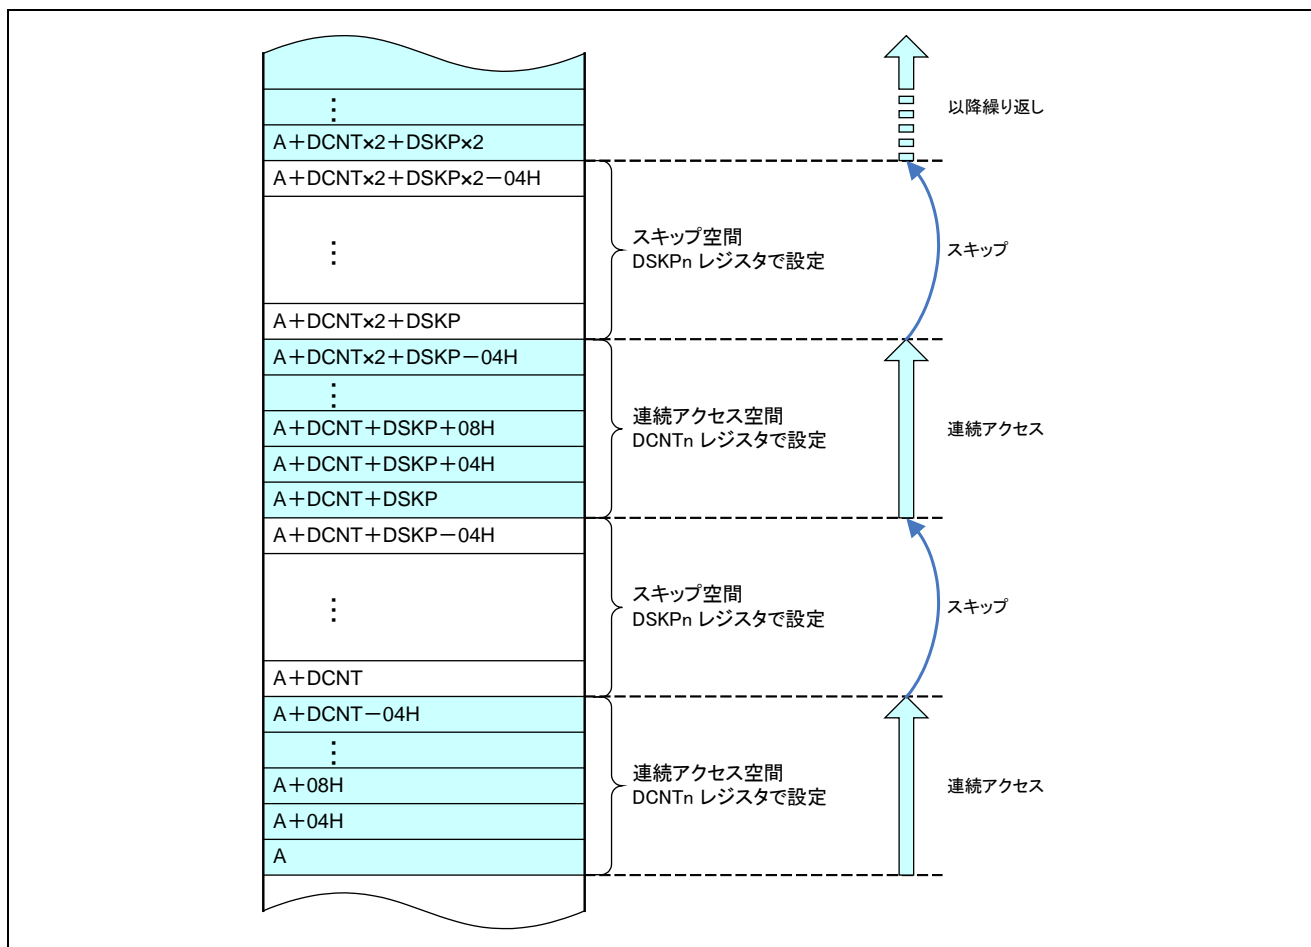 ⋮
以降繰り返し
A+DCNT×2+DSKP×2
A+DCNT×2+DSKP×2-04H
⋮
スキップ空間
DSKPn レジスタで設定
スキップ
A+DCNT×2+DSKP
A+DCNT×2+DSKP-04H
⋮
A+DCNT+DSKP+08H
A+DCNT+DSKP+04H
A+DCNT+DSKP
連続アクセス空間
DCNTn レジスタで設定
連続アクセス
A+DCNT+DSKP-04H
⋮
スキップ空間
DSKPn レジスタで設定
スキップ
A+DCNT
A+DCNT-04H
⋮
A+08H
A+04H
A
連続アクセス空間
DCNTn レジスタで設定
連続アクセス